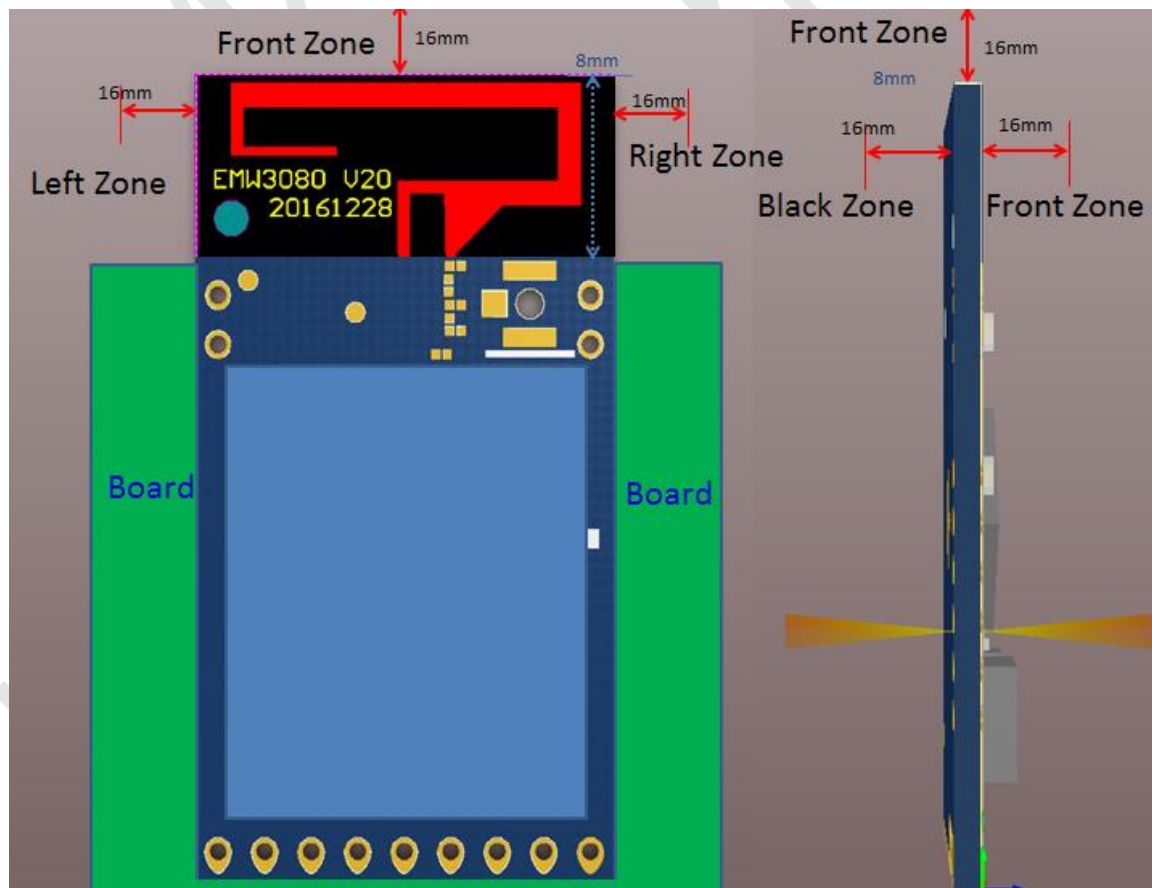 Front Zone
16mm
8mm
16mm
16mm
Left Zone
Right Zone
EMW3080 V20
20161228
Board
Board
Front Zone
16mm
8mm
16mm
16mm
Black Zone
Front Zone